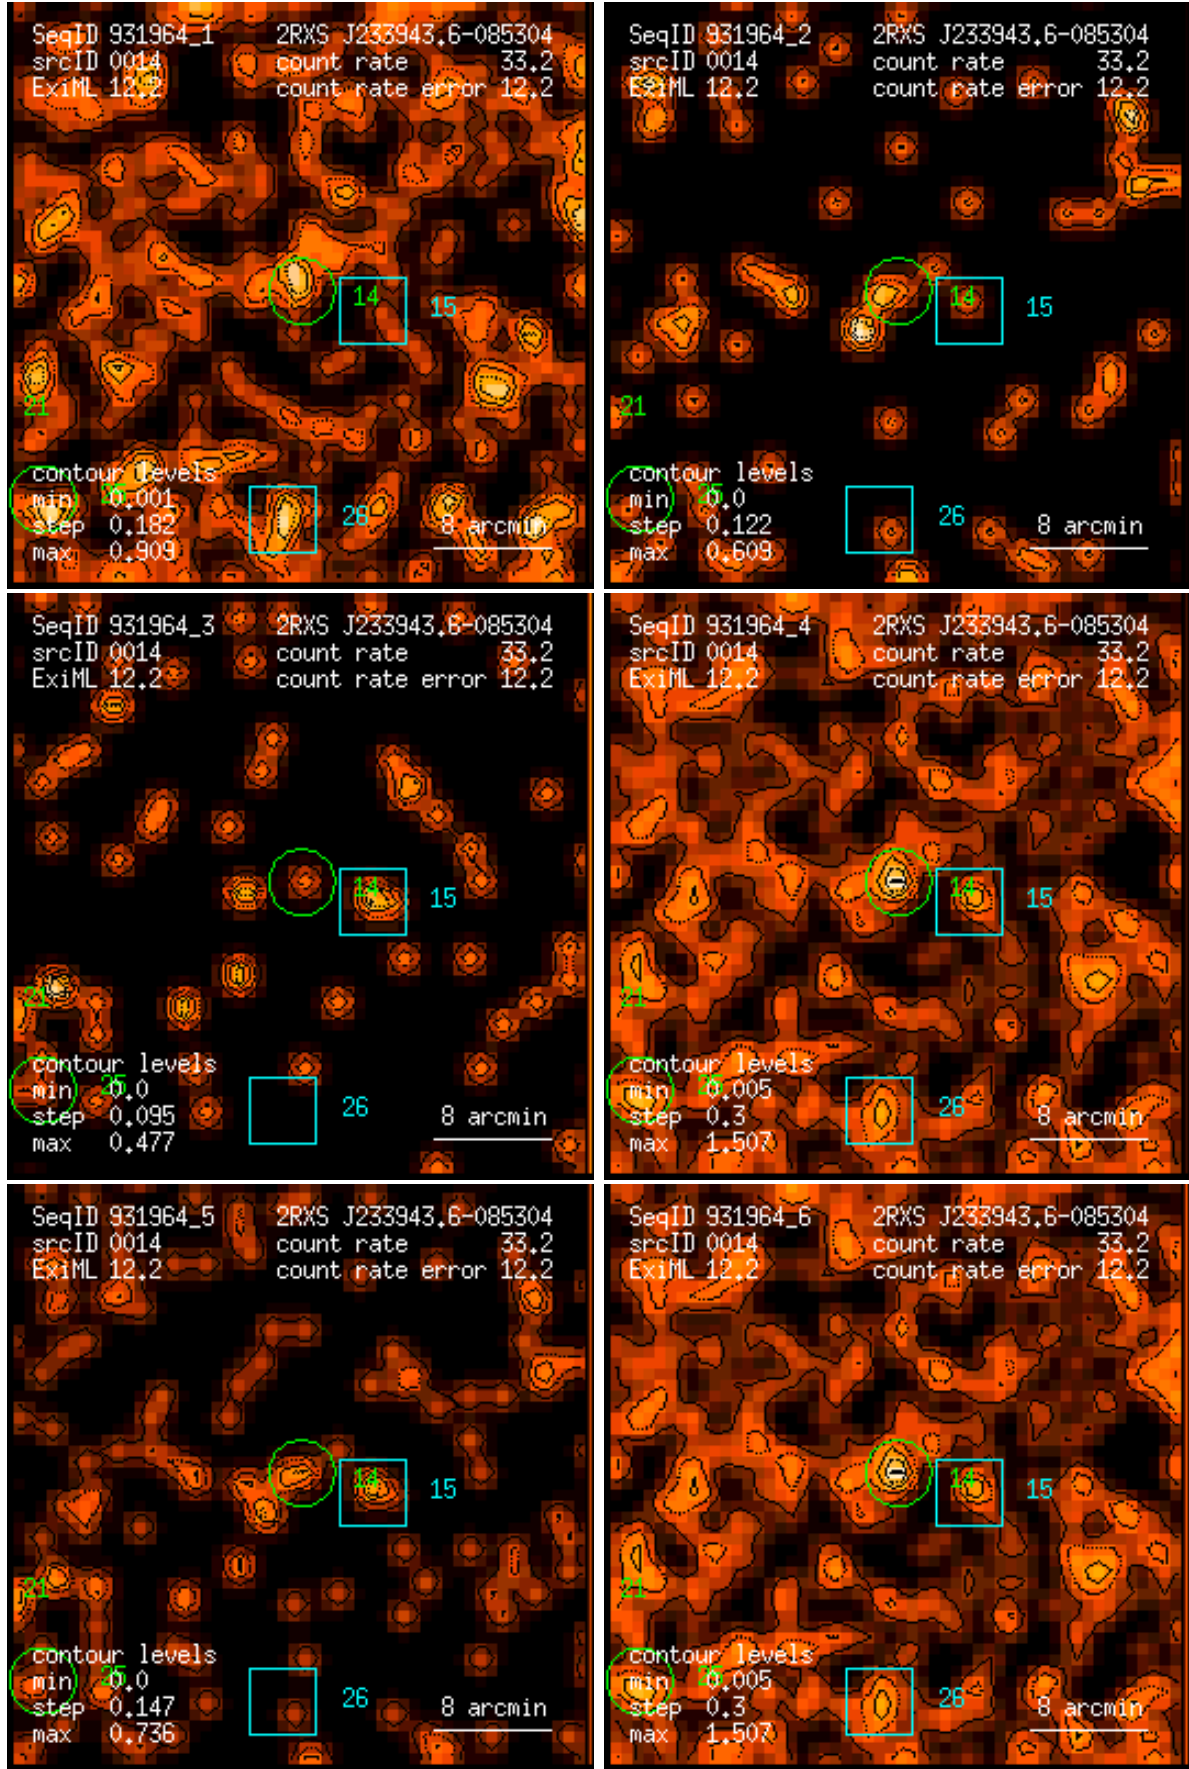 SeqID 931964_1 2RXS J233943.6-085304
srcID 0014 count rate 33.2
ExiML 12.2 count rate error 12.2
14 15
21
contour levels
min 0.001 25
step 0.182 26 8 arcmin
max 0.909
SeqID 931964_2 2RXS J233943.6-085304
srcID 0014 count rate 33.2
ExiML 12.2 count rate error 12.2
14 15
21
contour levels
min 0.0 25
step 0.122 26 8 arcmin
max 0.609
SeqID 931964_3 2RXS J233943.6-085304
srcID 0014 count rate 33.2
ExiML 12.2 count rate error 12.2
14 15
21
contour levels
min 0.0 25
step 0.095 26 8 arcmin
max 0.477
SeqID 931964_4 2RXS J233943.6-085304
srcID 0014 count rate 33.2
ExiML 12.2 count rate error 12.2
14 15
21
contour levels
min 0.005 25
step 0.3 26 8 arcmin
max 1.507
SeqID 931964_5 2RXS J233943.6-085304
srcID 0014 count rate 33.2
ExiML 12.2 count rate error 12.2
14 15
21
contour levels
min 0.0 25
step 0.147 26 8 arcmin
max 0.736
SeqID 931964_6 2RXS J233943.6-085304
srcID 0014 count rate 33.2
ExiML 12.2 count rate error 12.2
14 15
21
contour levels
min 0.005 25
step 0.3 26 8 arcmin
max 1.507